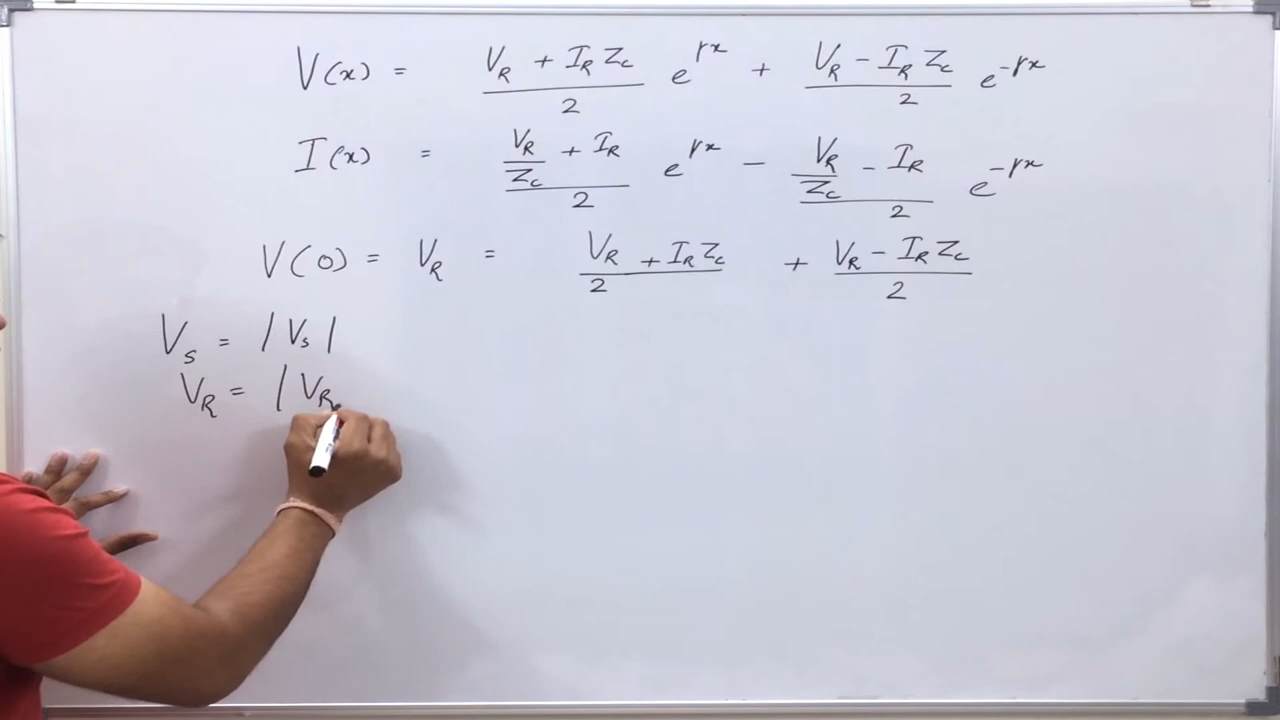 V(x) = (V_R + I_R Z_c)/2 e^{γx} + (V_R - I_R Z_c)/2 e^{-γx}
I(x) = (V_R/Z_c + I_R)/2 e^{γx} - (V_R/Z_c - I_R)/2 e^{-γx}
V(0) = V_R = (V_R + I_R Z_c)/2 + (V_R - I_R Z_c)/2
V_s = |V_s|
V_R = |V_R